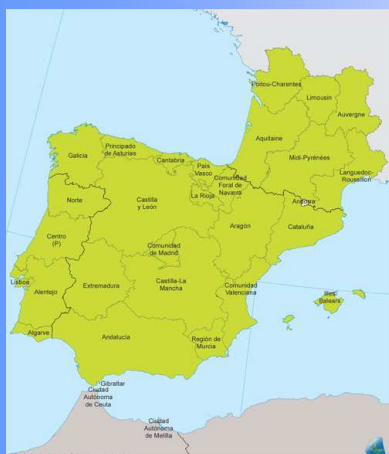 Poitou-Charentes
Limousin
Auvergne
Aquitaine
Midi-Pyrénées
Languedoc-
Roussillon
Galicia
Principado
de Asturias
Cantabria
País
Vasco
Comunidad
Foral de
Navarra
La Rioja
Andorra
Norte
Castilla
y León
Aragón
Cataluña
Centro
(P)
Comunidad
de Madrid
Lisboa
Alentejo
Extremadura
Castilla-La
Mancha
Comunidad
Valenciana
Illes
Balears
Algarve
Andalucia
Región de
Murcia
Gibraltar
Ciudad
Autónoma
de Ceuta
Ciudad
Autónoma
de Melilla